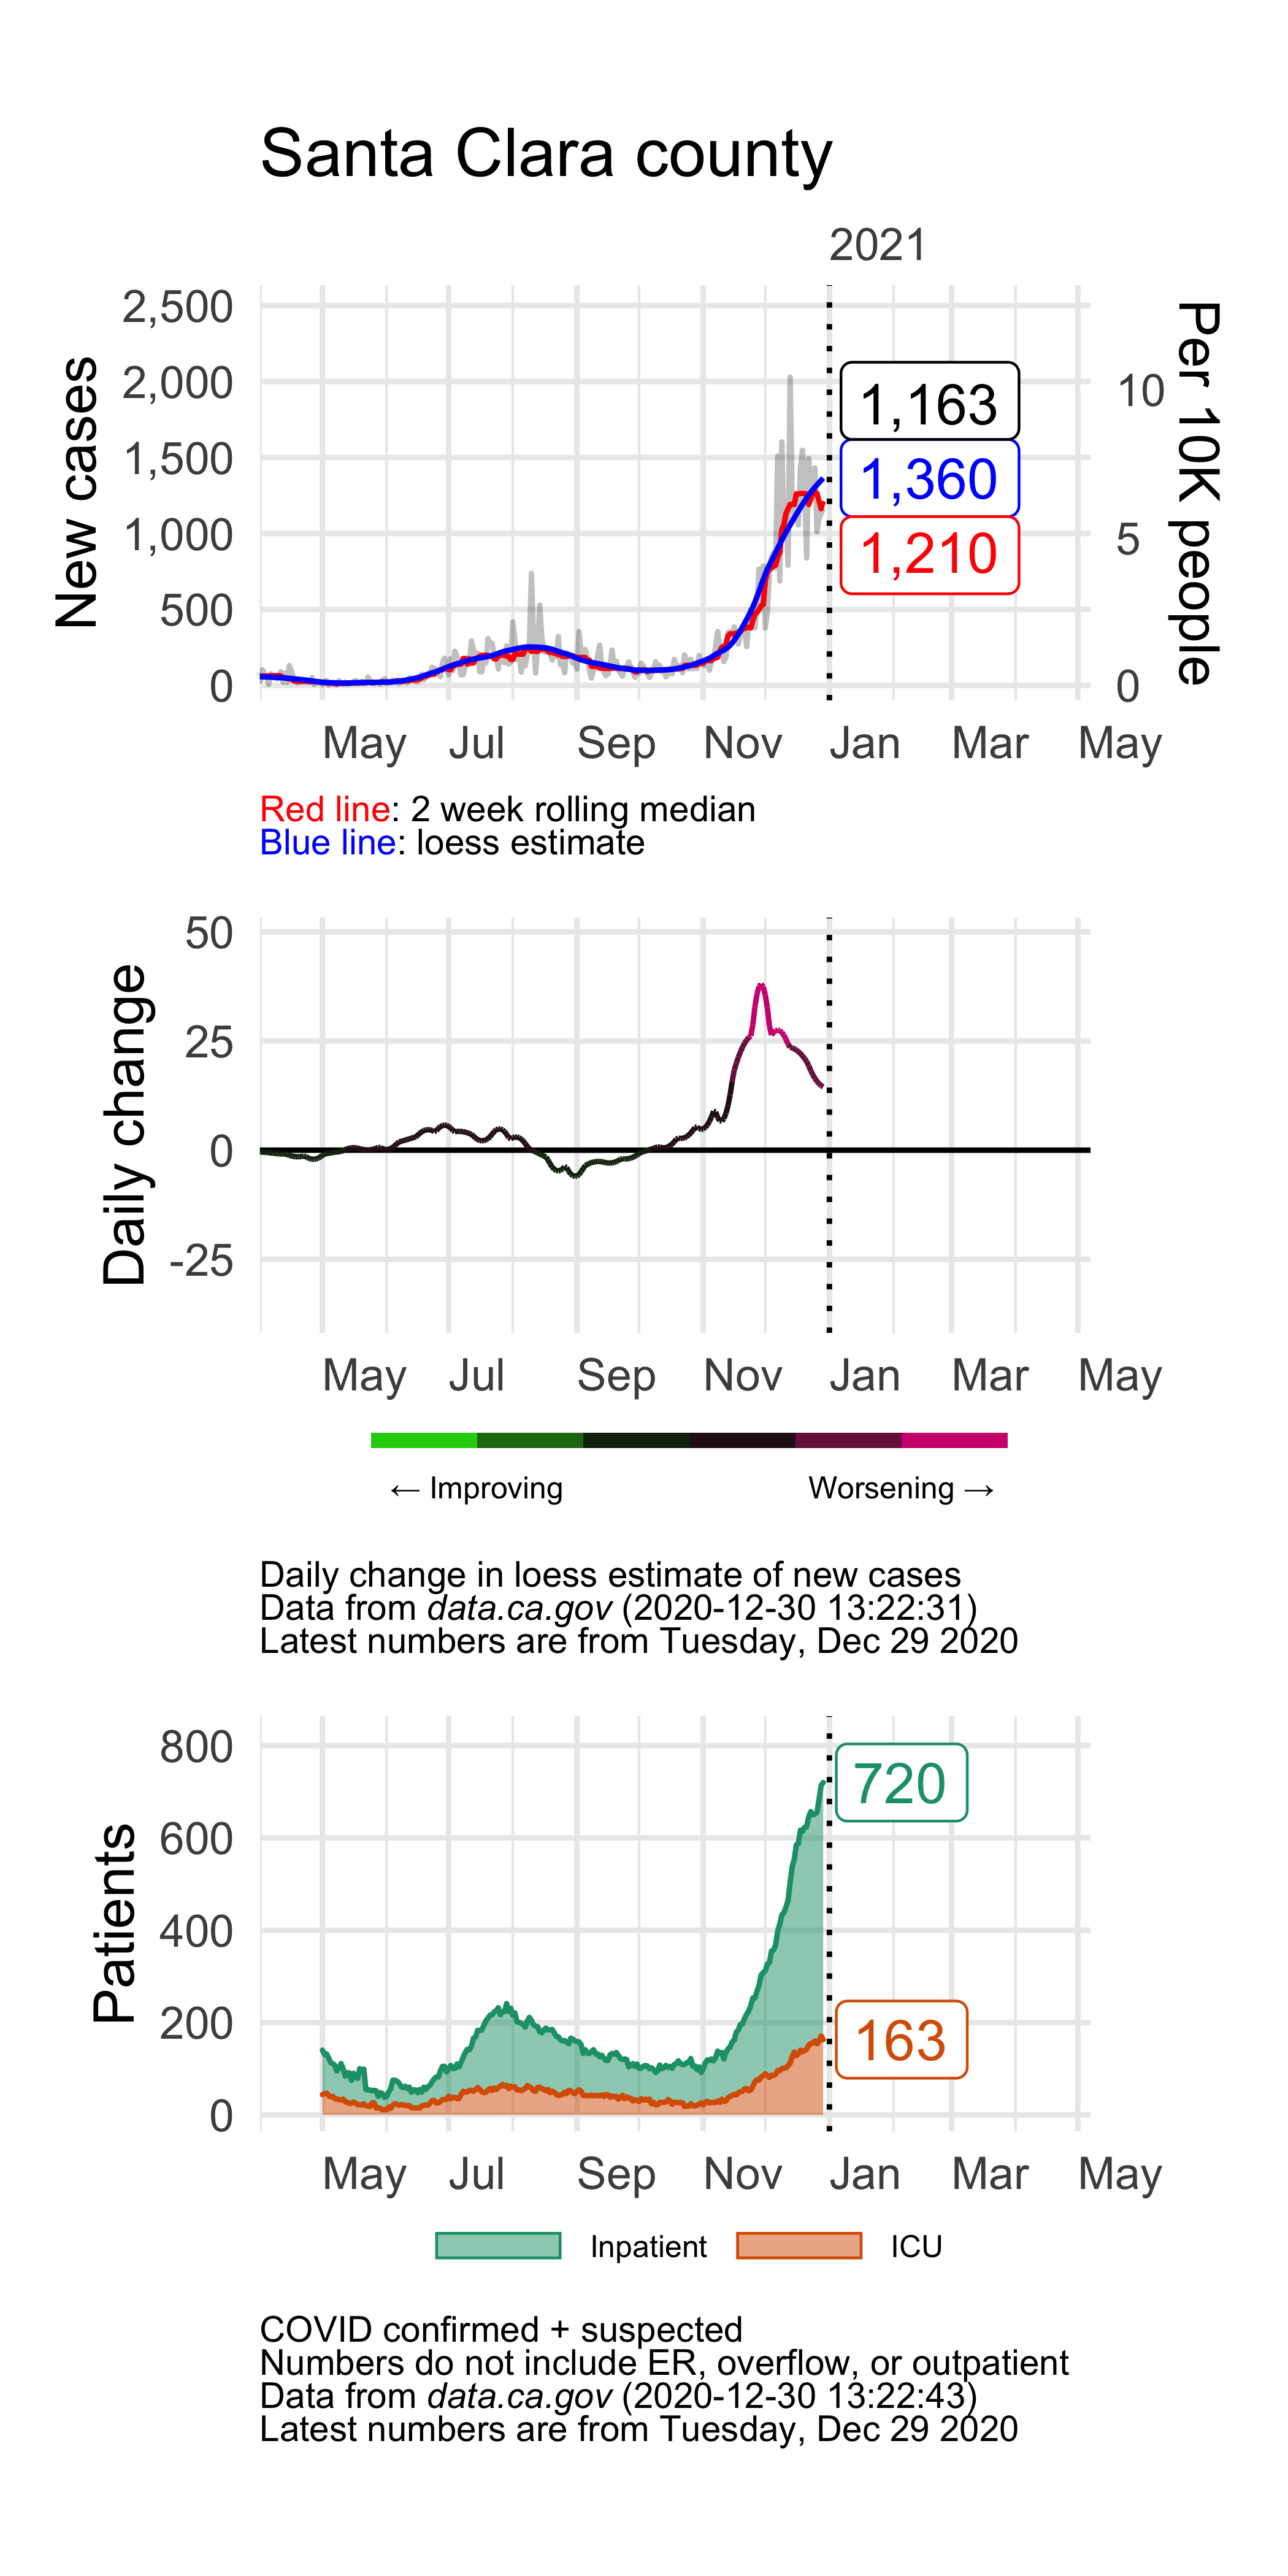 Santa Clara county
2021
New cases
2,500
2,000
1,500
1,000
500
0
1,163
1,360
1,210
10
5
0
Per 10K people
May Jul Sep Nov Jan Mar May
Red line: 2 week rolling median
Blue line: loess estimate
Daily change
50
25
0
-25
May Jul Sep Nov Jan Mar May
← Improving Worsening →
Daily change in loess estimate of new cases
Data from data.ca.gov (2020-12-30 13:22:31)
Latest numbers are from Tuesday, Dec 29 2020
Patients
800
600
400
200
0
720
163
May Jul Sep Nov Jan Mar May
Inpatient ICU
COVID confirmed + suspected
Numbers do not include ER, overflow, or outpatient
Data from data.ca.gov (2020-12-30 13:22:43)
Latest numbers are from Tuesday, Dec 29 2020